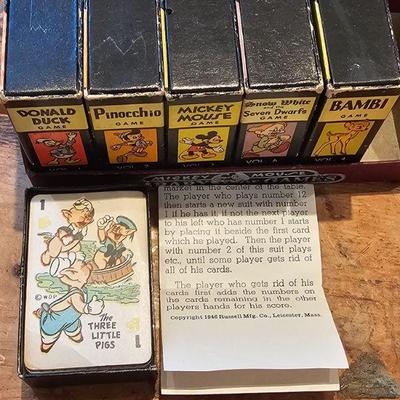 DONALD DUCK
GAME
Pinocchio
GAME
MICKEY MOUSE
GAME
Snow White
and the
Seven Dwarfs
GAME
BAMBI
GAME
VOL. 6
market in the center of the table.
The player who plays number 12
then starts a new suit with number
1 if he has it, if not the next player
to his left who has number 1 starts
by placing it beside the first card
which he played. Then the player
with number 2 of this suit plays
etc., until some player gets rid of
all of his cards.
The player who gets rid of his
cards first adds the numbers on
the cards remaining in the other
players hands for his score.
Copyright 1946 Russell Mfg. Co., Leicester, Mass.
1
© WDP
The
THREE
LITTLE
PIGS
1